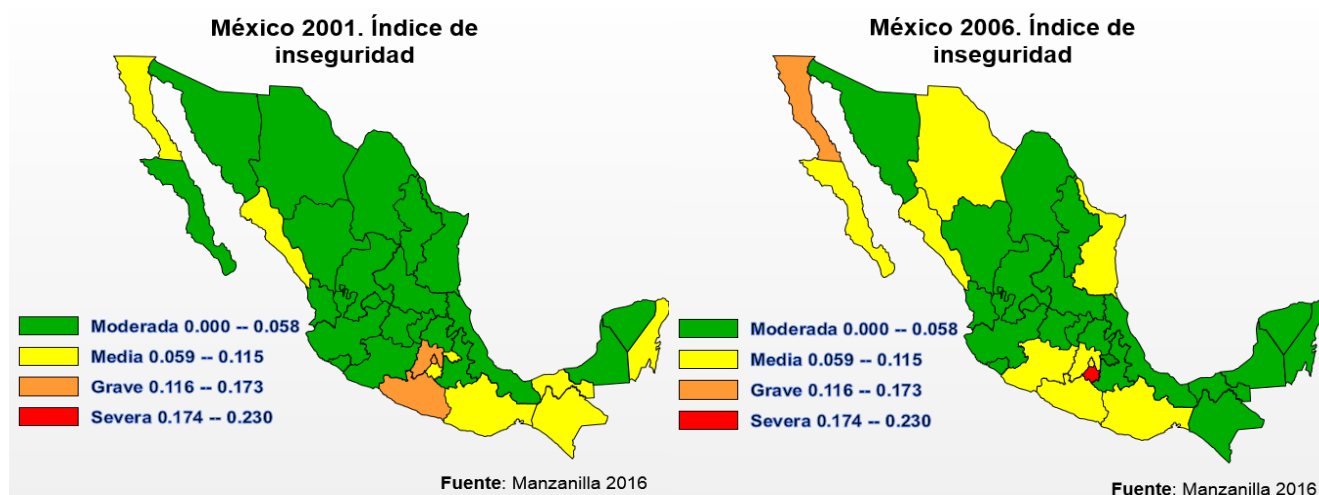 México 2001. Índice de
inseguridad
Moderada 0.000 -- 0.058
Media 0.059 -- 0.115
Grave 0.116 -- 0.173
Severa 0.174 -- 0.230
Fuente: Manzanilla 2016
México 2006. Índice de
inseguridad
Moderada 0.000 -- 0.058
Media 0.059 -- 0.115
Grave 0.116 -- 0.173
Severa 0.174 -- 0.230
Fuente: Manzanilla 2016